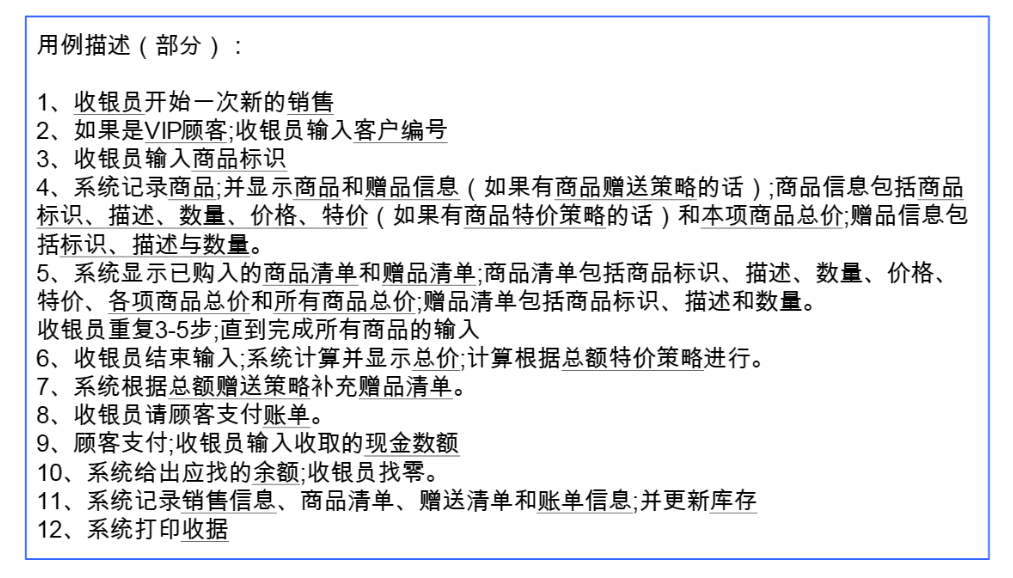 用例描述（部分）：
1、收银员开始一次新的销售
2、如果是VIP顾客;收银员输入客户编号
3、收银员输入商品标识
4、系统记录商品;并显示商品和赠品信息（如果有商品赠送策略的话）;商品信息包括商品
标识、描述、数量、价格、特价（如果有商品特价策略的话）和本项商品总价;赠品信息包
括标识、描述与数量。
5、系统显示已购入的商品清单和赠品清单;商品清单包括商品标识、描述、数量、价格、
特价、各项商品总价和所有商品总价;赠品清单包括商品标识、描述和数量。
收银员重复3-5步;直到完成所有商品的输入
6、收银员结束输入;系统计算并显示总价;计算根据总额特价策略进行。
7、系统根据总额赠送策略补充赠品清单。
8、收银员请顾客支付账单。
9、顾客支付;收银员输入收取的现金数额
10、系统给出应找的余额;收银员找零。
11、系统记录销售信息、商品清单、赠送清单和账单信息;并更新库存
12、系统打印收据